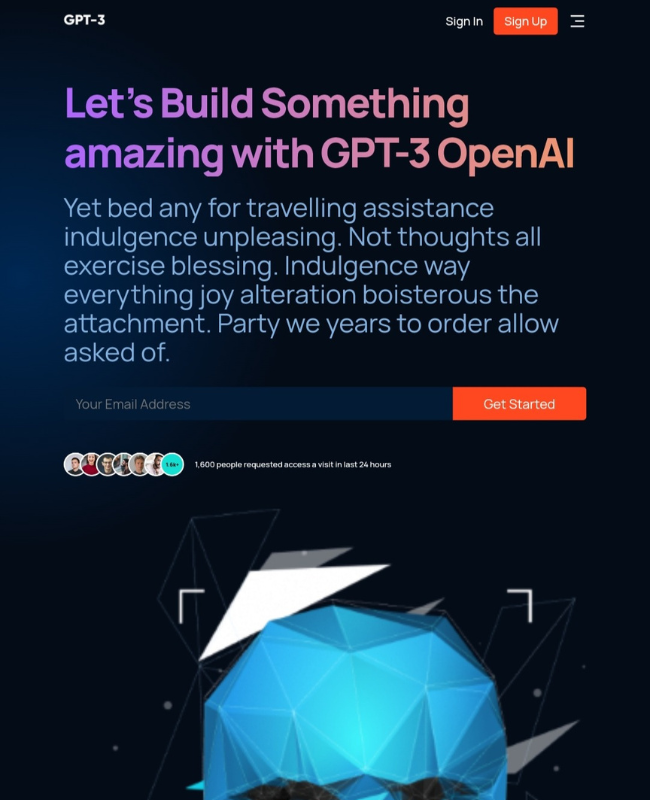 GPT-3
Sign In
Sign Up
Let's Build Something
amazing with GPT-3 OpenAI
Yet bed any for travelling assistance
indulgence unpleasing. Not thoughts all
exercise blessing. Indulgence way
everything joy alteration boisterous the
attachment. Party we years to order allow
asked of.
Your Email Address
Get Started
1.6k+
1,600 people requested access a visit in last 24 hours